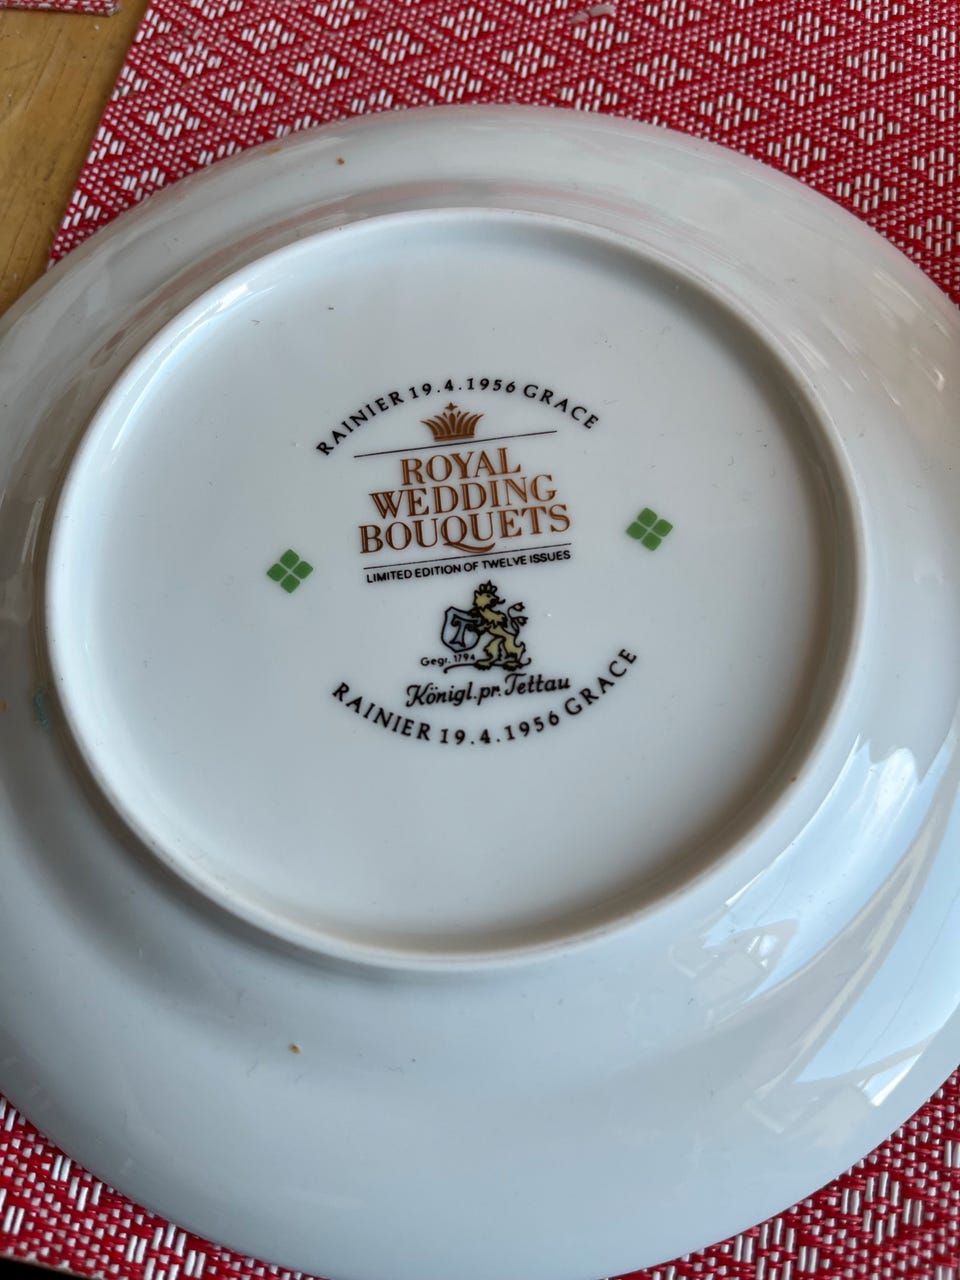 RAINIER 19.4.1956 GRACE
ROYAL
WEDDING
BOUQUETS
LIMITED EDITION OF TWELVE ISSUES
T
Gegr. 1794
Königl. pr. Tettau
RAINIER 19.4.1956 GRACE